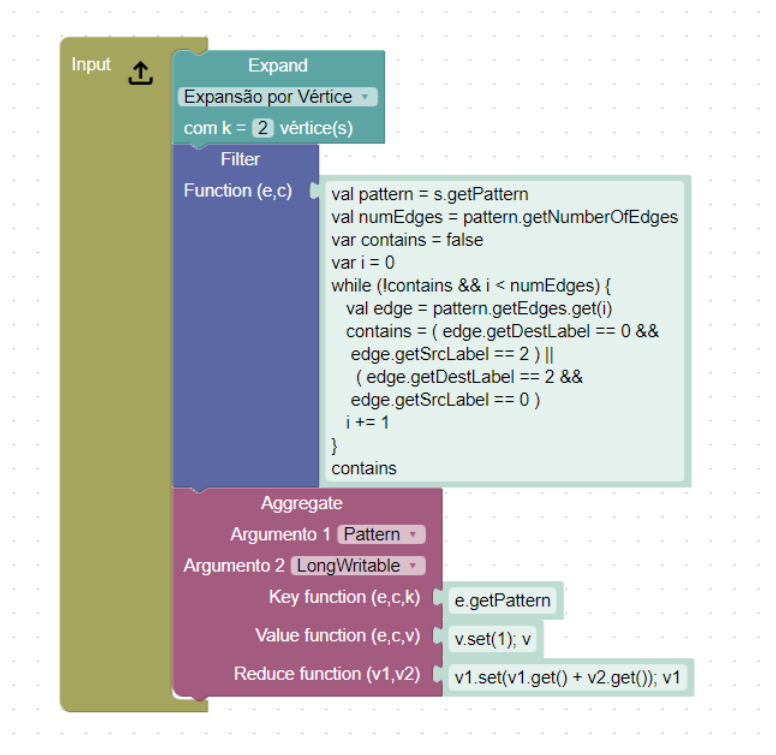 Input
Expand
Expansão por Vértice
com k = 2 vértice(s)
Filter
Function (e,c)
val pattern = s.getPattern
val numEdges = pattern.getNumberOfEdges
var contains = false
var i = 0
while (!contains && i < numEdges) {
val edge = pattern.getEdges.get(i)
contains = ( edge.getDestLabel == 0 &&
edge.getSrcLabel == 2 ) ||
( edge.getDestLabel == 2 &&
edge.getSrcLabel == 0 )
i += 1
}
contains
Aggregate
Argumento 1 Pattern
Argumento 2 LongWritable
Key function (e,c,k) e.getPattern
Value function (e,c,v) v.set(1); v
Reduce function (v1,v2) v1.set(v1.get() + v2.get()); v1